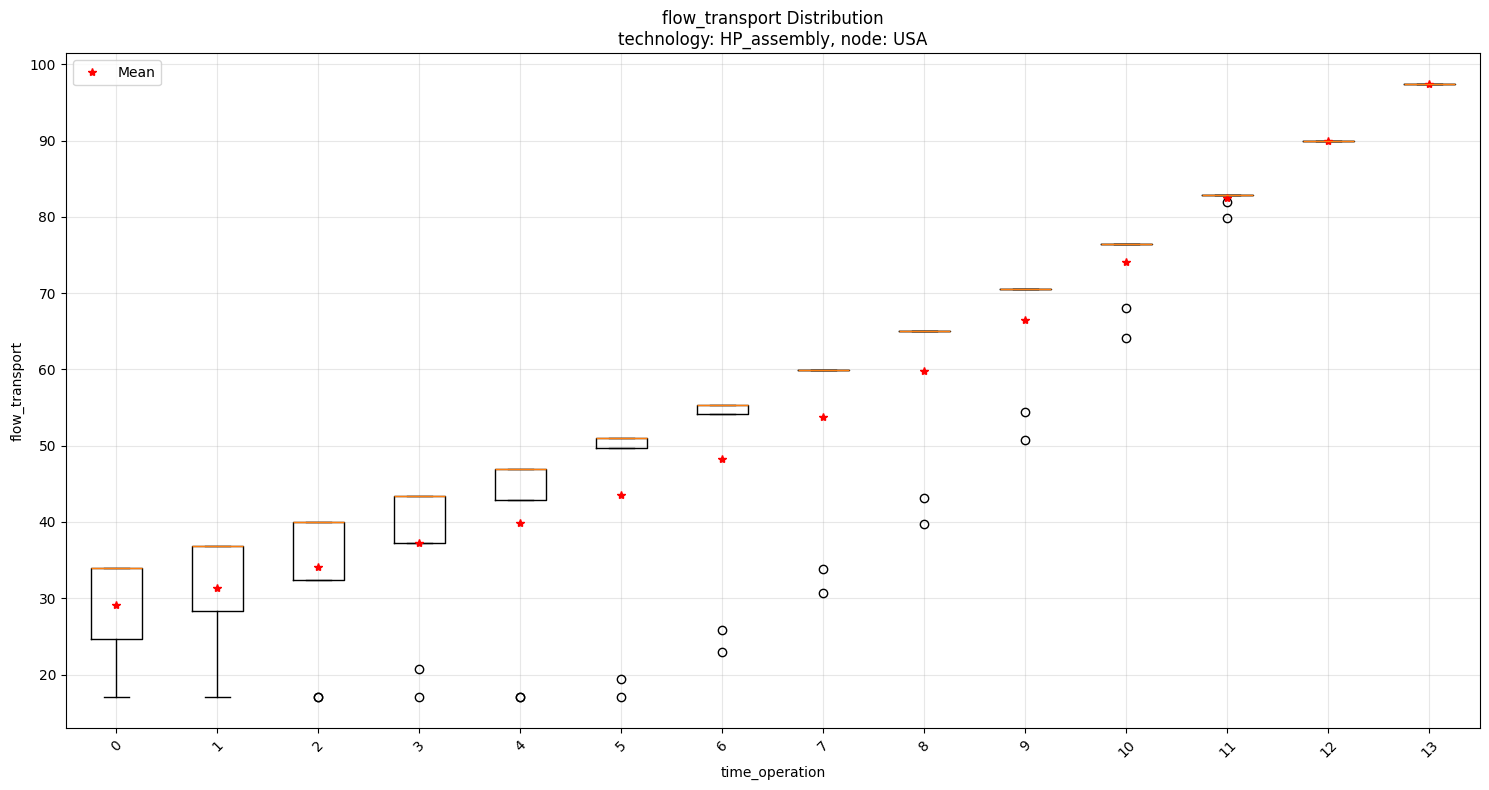 flow_transport Distribution
technology: HP_assembly, node: USA
Mean
100
90
80
70
60
50
40
30
20
flow_transport
0 1 2 3 4 5 6 7 8 9 10 11 12 13
time_operation